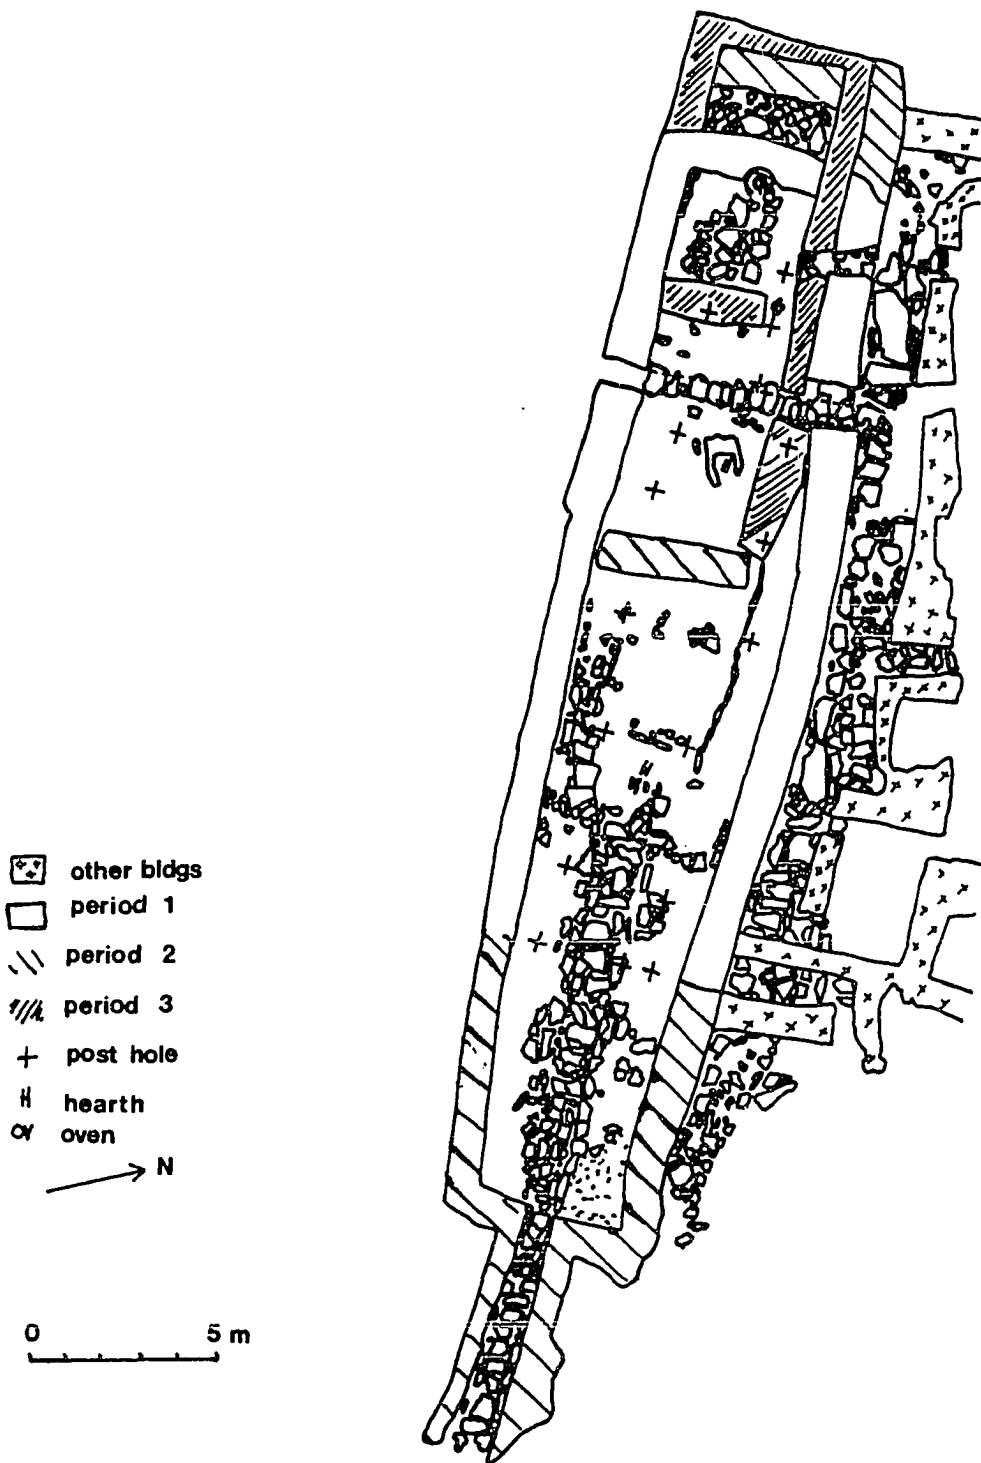 other bldgs
period 1
period 2
period 3
post hole
hearth
oven
N
0 5 m